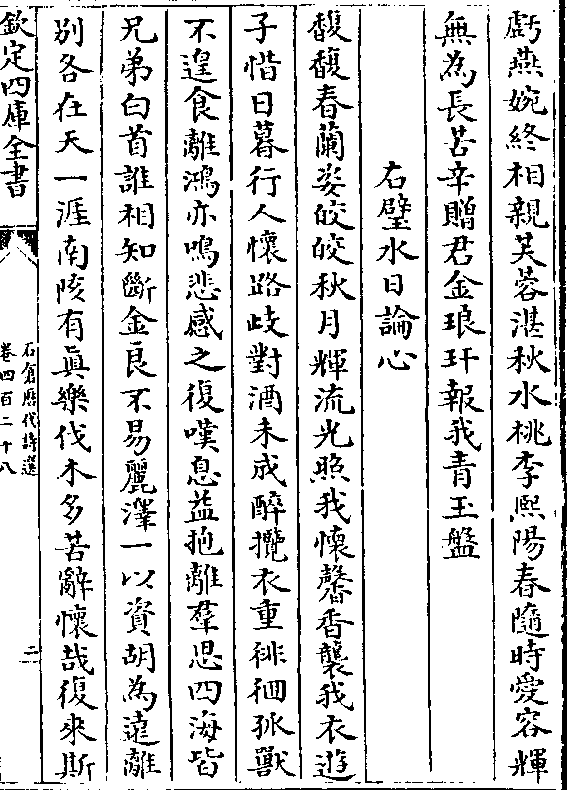 虧燕婉終相親芙蓉湛秋水桃李熙陽春隨時愛容輝
無為長苦辛贈君金琅玕報我青玉盤
右璧水日論心
馥馥春蘭姿皎皎秋月輝流光照我懷馨香襲我衣遊
子惜日暮行人懷路歧對酒未成醉攬衣重徘徊狐獸
不遑食離鴻亦鳴悲感之復嘆息益抱離羣思四海皆
兄弟白首誰相知斷金良不易麗澤一以資胡為遠離
別各在天一涯南陔有真樂伐木多苦辭懷哉復來斯
欽定四庫全書
石倉歷代詩選
卷四百二十八
二